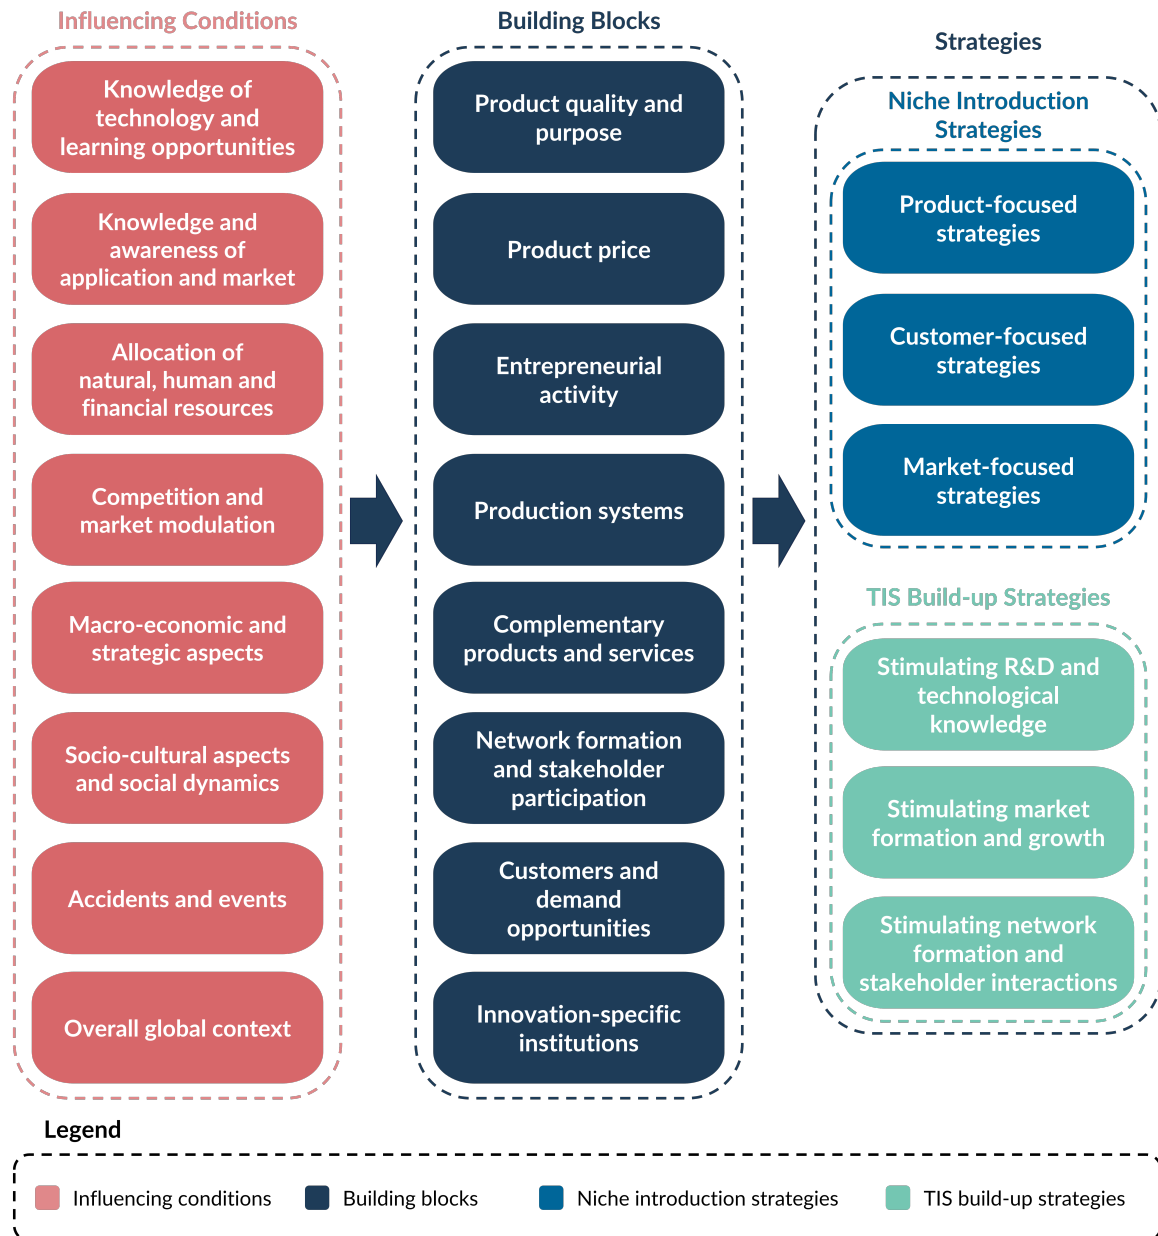 Influencing Conditions
Knowledge of
technology and
learning opportunities
Knowledge and
awareness of
application and market
Allocation of
natural, human and
financial resources
Competition and
market modulation
Macro-economic and
strategic aspects
Socio-cultural aspects
and social dynamics
Accidents and events
Overall global context
Building Blocks
Product quality and
purpose
Product price
Entrepreneurial
activity
Production systems
Complementary
products and services
Network formation
and stakeholder
participation
Customers and
demand
opportunities
Innovation-specific
institutions
Strategies
Niche Introduction
Strategies
Product-focused
strategies
Customer-focused
strategies
Market-focused
strategies
TIS Build-up Strategies
Stimulating R&D and
technological
knowledge
Stimulating market
formation and growth
Stimulating network
formation and
stakeholder interactions
Legend
Influencing conditions
Building blocks
Niche introduction strategies
TIS build-up strategies